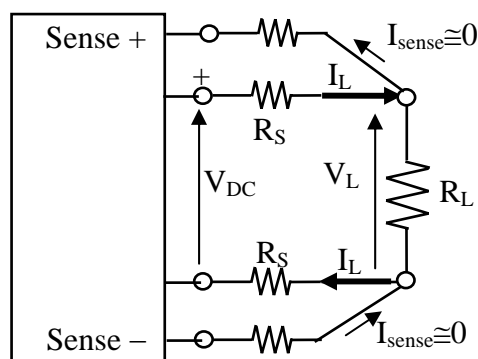 Sense + I_sense≅0
+ I_L
R_S
V_DC V_L R_L
R_S I_L
Sense – I_sense≅0